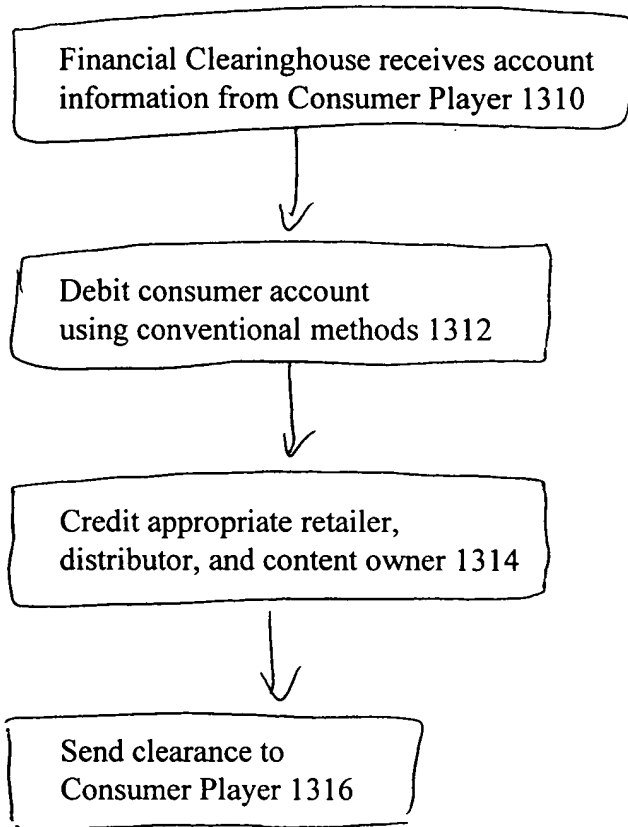 Financial Clearinghouse receives account
information from Consumer Player 1310
Debit consumer account
using conventional methods 1312
Credit appropriate retailer,
distributor, and content owner 1314
Send clearance to
Consumer Player 1316